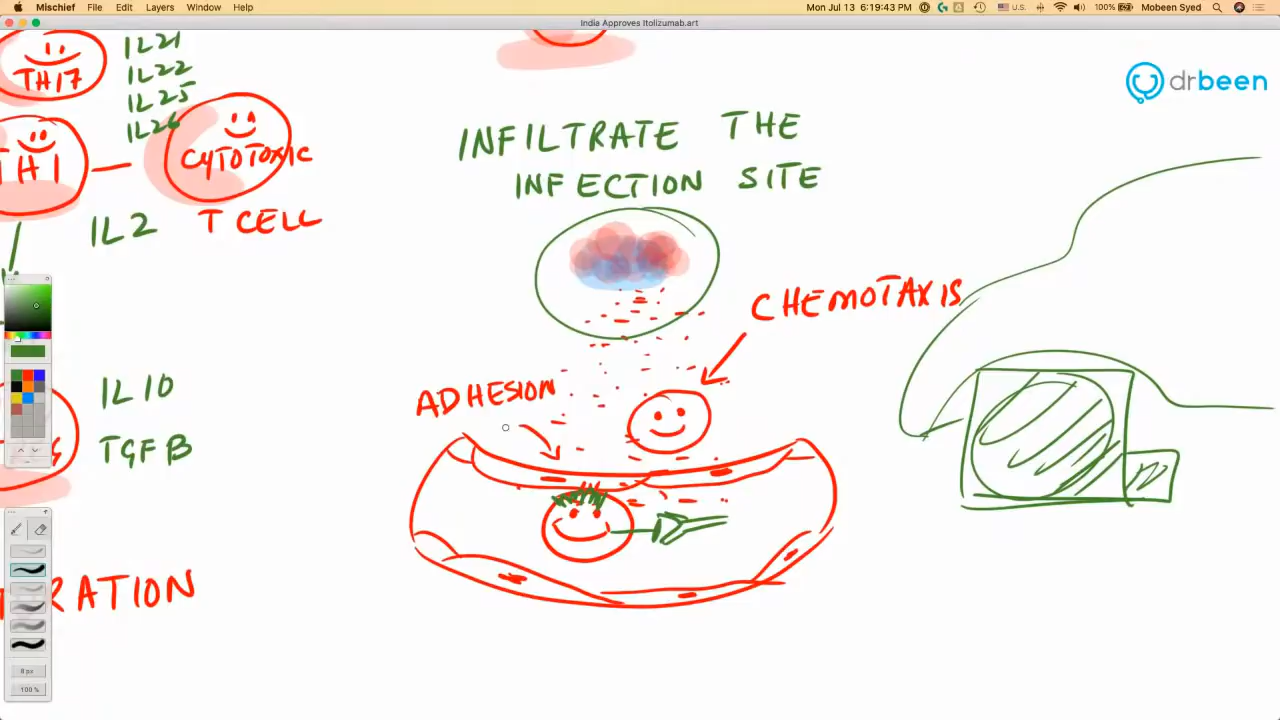 Mischief File Edit Layers Window Help
U.S. 100% Mon Jul 13 6:19:43 PM Mobeen Syed
India Approves Itolizumab.art
drbeen
TH17
IL21
IL22
IL25
IL26
TH1
CYTOTOXIC
T CELL
IL2
INFILTRATE THE
INFECTION SITE
CHEMOTAXIS
ADHESION
IL10
TGFB
RATION
8 px
100 %